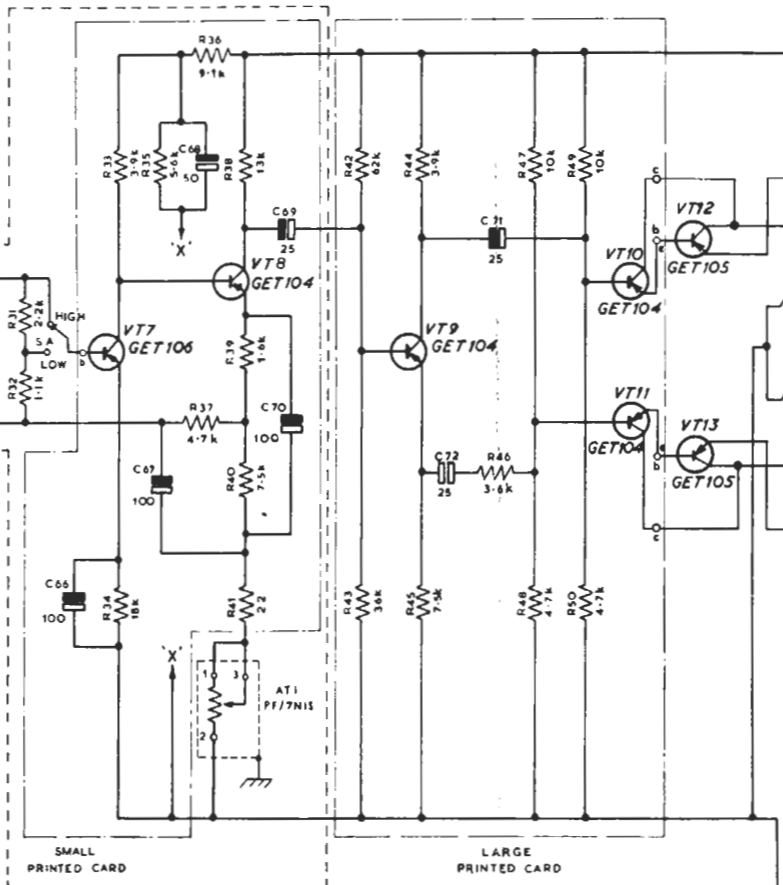 R36
9·1k
R33
3·9k
R35
5·6k
C68
50
R38
13k
R42
62k
R44
3·9k
R47
10k
R49
10k
'X'
C69
25
C71
25
c
VT12
b
e
GET105
VT8
GET104
VT10
GET104
R31
2·2k
HIGH
S A
LOW
b
VT7
GET106
R32
1·1k
R39
1·6k
VT9
GET104
R37
4·7k
C70
100
VT11
GET104
e
b
VT13
GET105
C67
100
R40
7·5k
C72
25
R46
3·6k
c
C66
100
R34
18k
R41
22
R43
36k
R45
7·5k
R48
4·7k
R50
4·7k
'X'
1
3
2
AT1
PF/7N1S
SMALL
PRINTED CARD
LARGE
PRINTED CARD